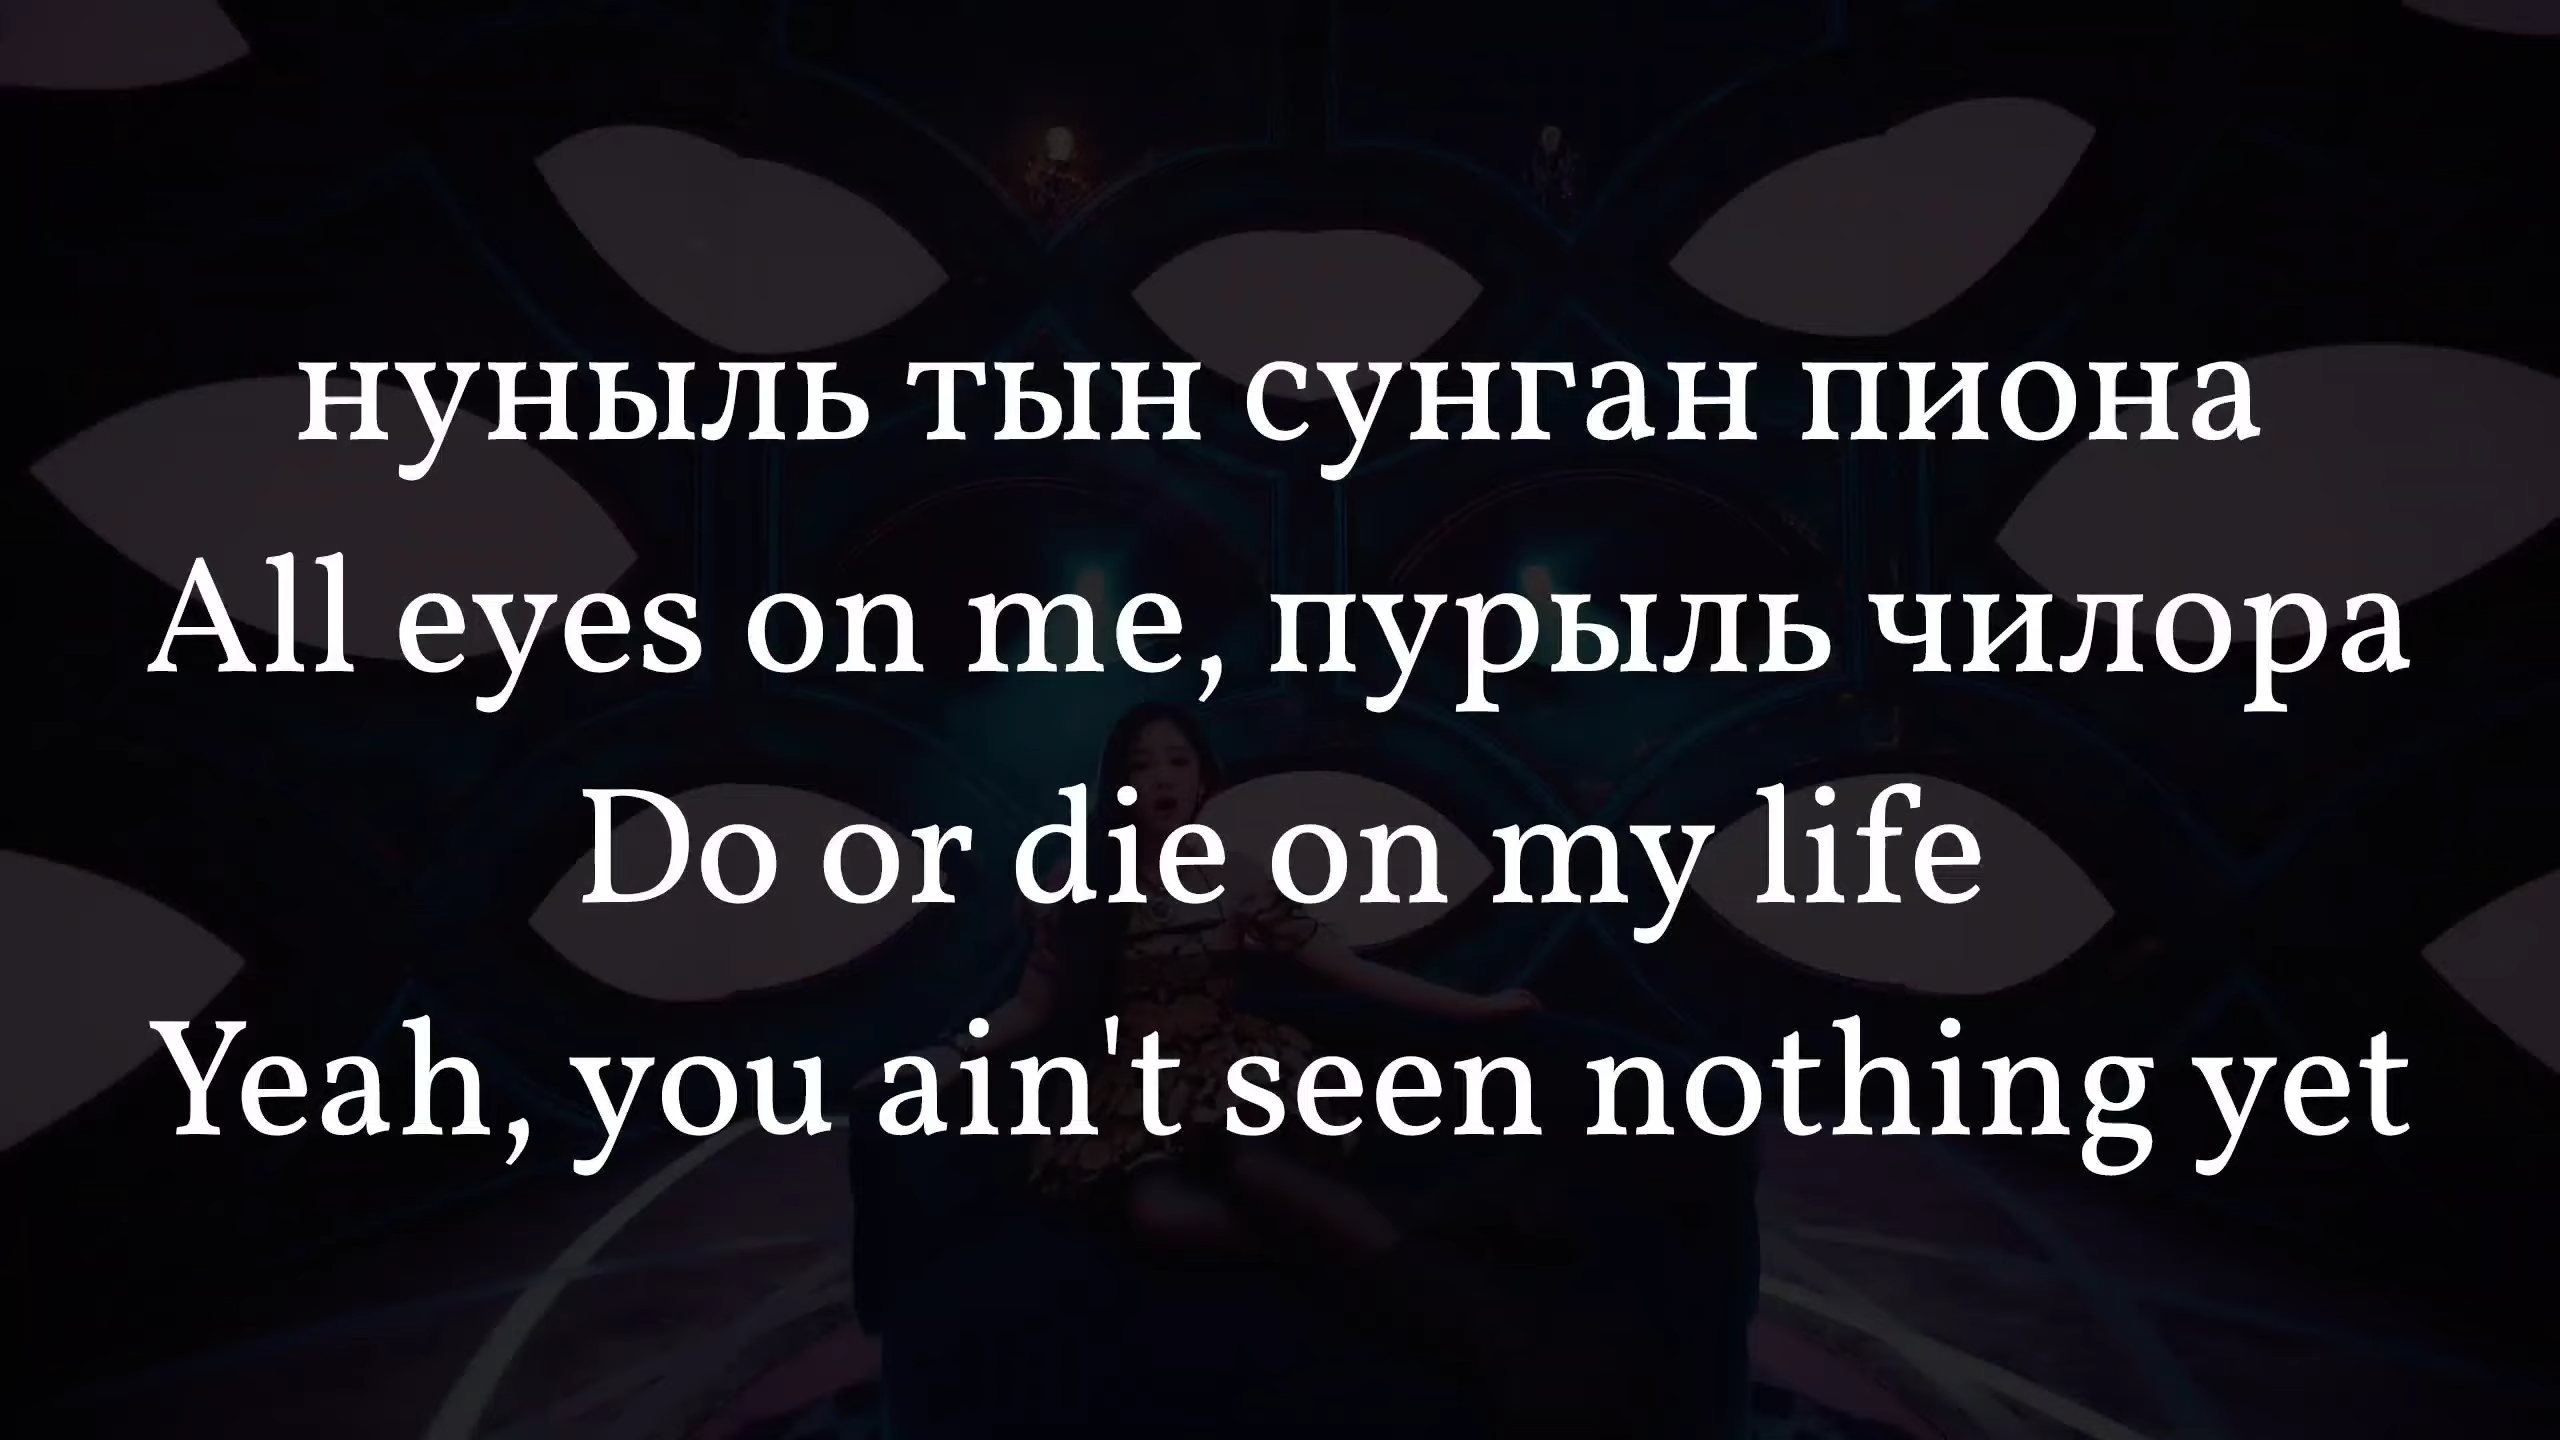 нуныль тын сунган пиона
All eyes on me, пурыль чилора
Do or die on my life
Yeah, you ain't seen nothing yet